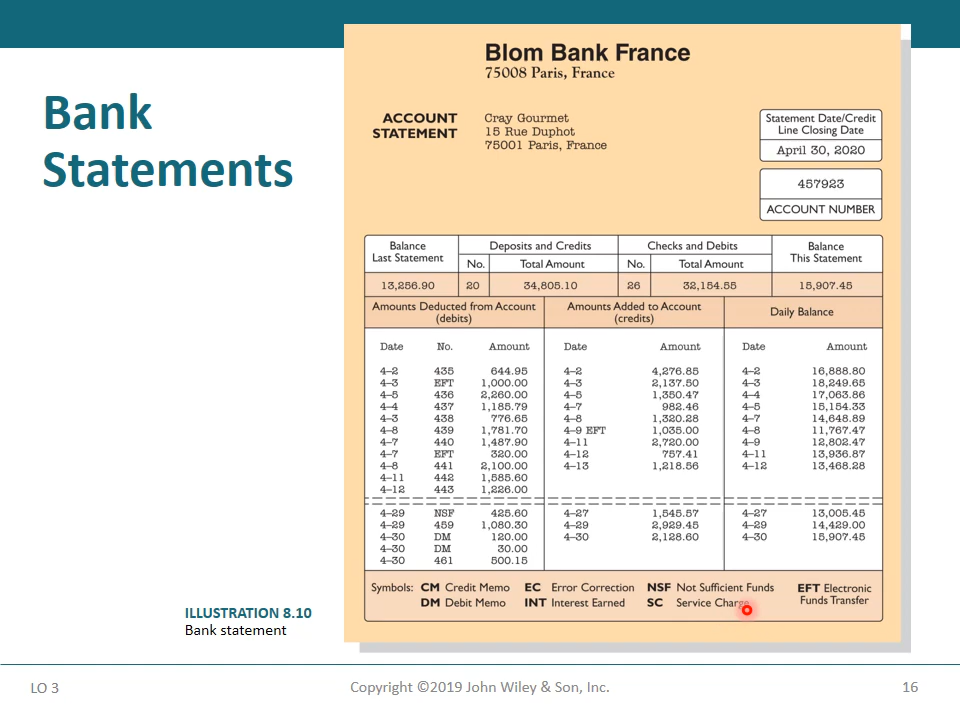 Bank
Statements
Blom Bank France
75008 Paris, France
ACCOUNT
STATEMENT
Cray Gourmet
15 Rue Duphot
75001 Paris, France
Statement Date/Credit
Line Closing Date
April 30, 2020
457923
ACCOUNT NUMBER
Balance
Last Statement
Deposits and Credits
No. Total Amount
Checks and Debits
No. Total Amount
Balance
This Statement
13,256.90 20 34,805.10 26 32,154.55 15,907.45
Amounts Deducted from Account
(debits)
Amounts Added to Account
(credits)
Daily Balance
Date No. Amount Date Amount Date Amount
4–2 435 644.95 4–2 4,276.85 4–2 16,888.80
4–3 EFT 1,000.00 4–3 2,137.50 4–3 18,249.65
4–5 436 2,260.00 4–5 1,350.47 4–4 17,063.86
4–4 437 1,185.79 4–7 982.46 4–5 15,154.33
4–3 438 776.65 4–8 1,320.28 4–7 14,648.89
4–8 439 1,781.70 4–9 EFT 1,035.00 4–8 11,767.47
4–7 440 1,487.90 4–11 2,720.00 4–9 12,802.47
4–7 EFT 320.00 4–12 757.41 4–11 13,936.87
4–8 441 2,100.00 4–13 1,218.56 4–12 13,468.28
4–11 442 1,585.60
4–12 443 1,226.00
4–29 NSF 425.60 4–27 1,545.57 4–27 13,005.45
4–29 459 1,080.30 4–29 2,929.45 4–29 14,429.00
4–30 DM 120.00 4–30 2,128.60 4–30 15,907.45
4–30 DM 30.00
4–30 461 500.15
Symbols: CM Credit Memo EC Error Correction NSF Not Sufficient Funds EFT Electronic
DM Debit Memo INT Interest Earned SC Service Charge Funds Transfer
ILLUSTRATION 8.10
Bank statement
LO 3
Copyright ©2019 John Wiley & Son, Inc.
16